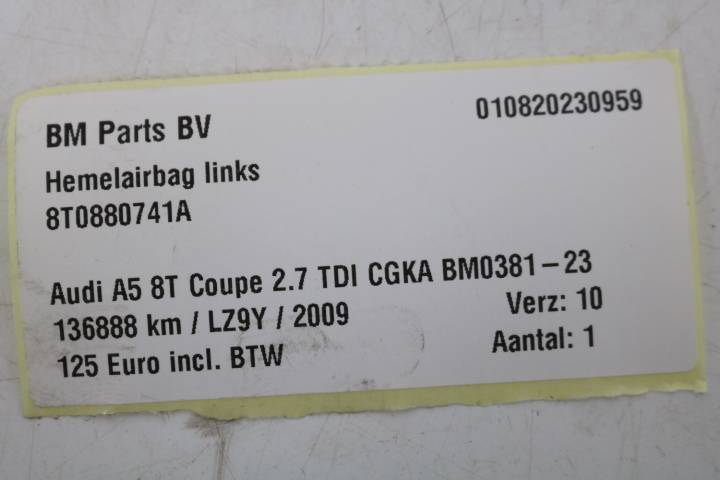 BM Parts BV 010820230959
Hemelairbag links
8T0880741A
Audi A5 8T Coupe 2.7 TDI CGKA BM0381-23
136888 km / LZ9Y / 2009 Verz: 10
125 Euro incl. BTW Aantal: 1